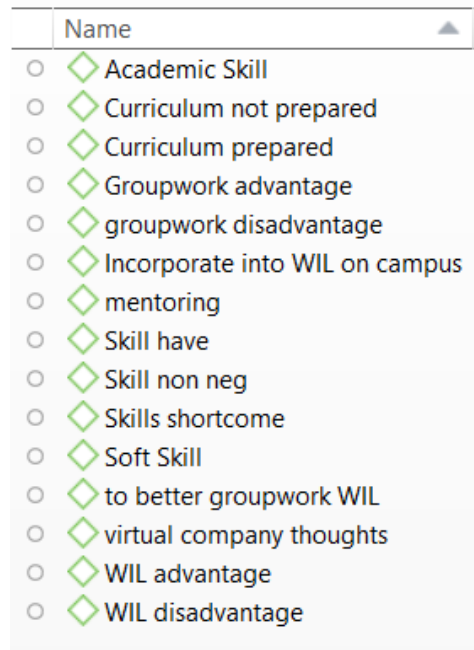 Name
Academic Skill
Curriculum not prepared
Curriculum prepared
Groupwork advantage
groupwork disadvantage
Incorporate into WIL on campus
mentoring
Skill have
Skill non neg
Skills shortcome
Soft Skill
to better groupwork WIL
virtual company thoughts
WIL advantage
WIL disadvantage